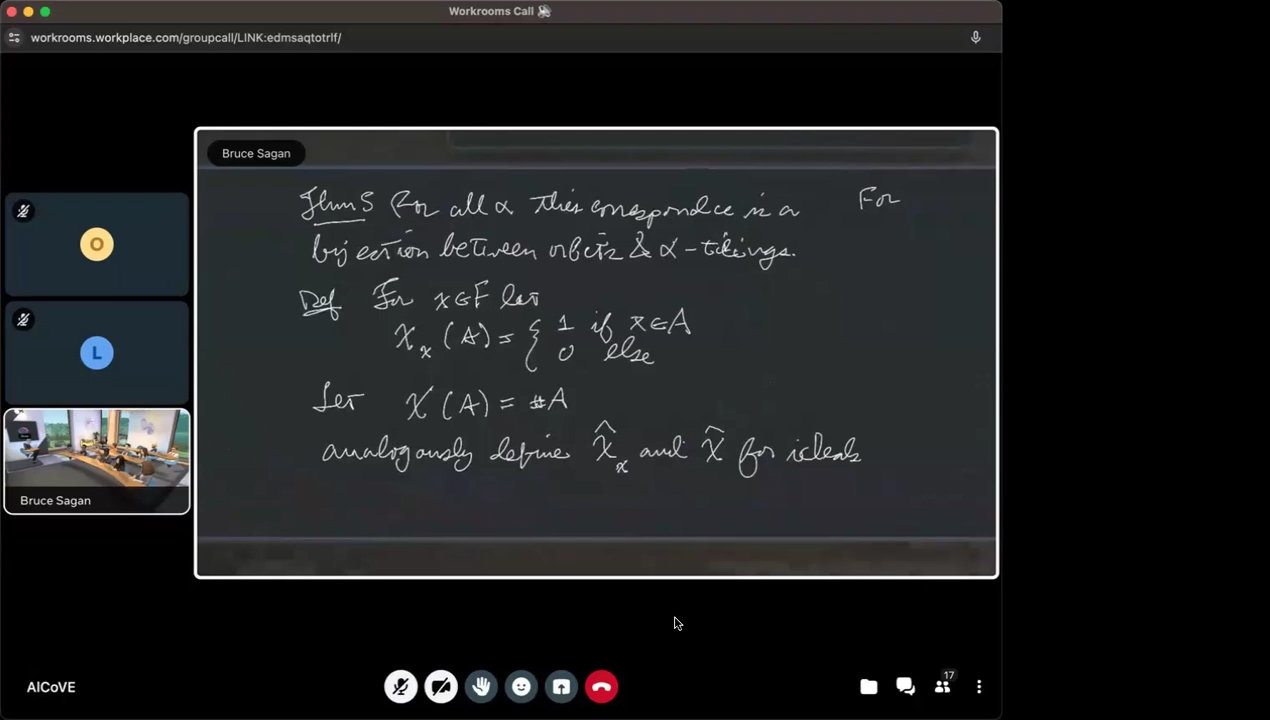 Workrooms Call
workrooms.workplace.com/groupcall/LINK:edmsaqtotrlf/
Bruce Sagan
Thm 5 For all α this correspondce is a
bijection between orbits & α-tilings.
For
Def For x∈F let
χₓ(A) = { 1 if x∈A
0 else
Let χ(A) = #A
analogously define χ̂ₓ and χ̂ for ideals
O
L
Bruce Sagan
AICoVE
17